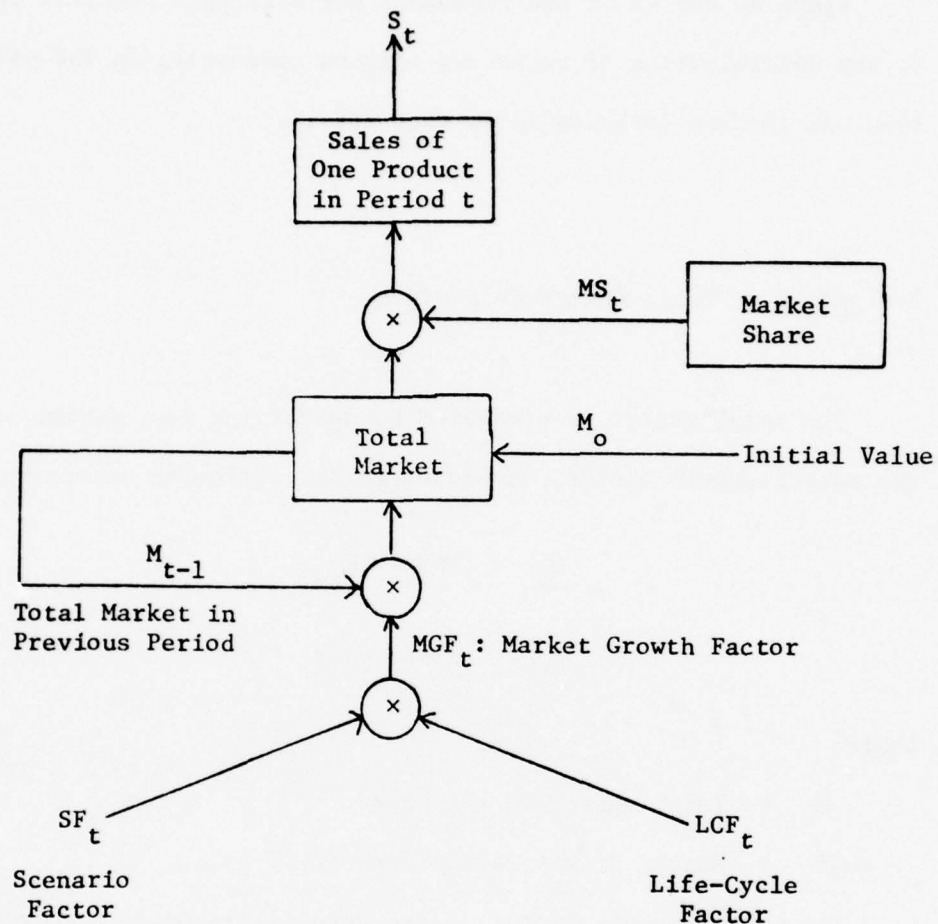 S_t
Sales of
One Product
in Period t
×
MS_t
Market
Share
Total
Market
M_o
Initial Value
M_t-1
×
Total Market in
Previous Period
MGF_t: Market Growth Factor
×
SF_t
LCF_t
Scenario
Factor
Life-Cycle
Factor